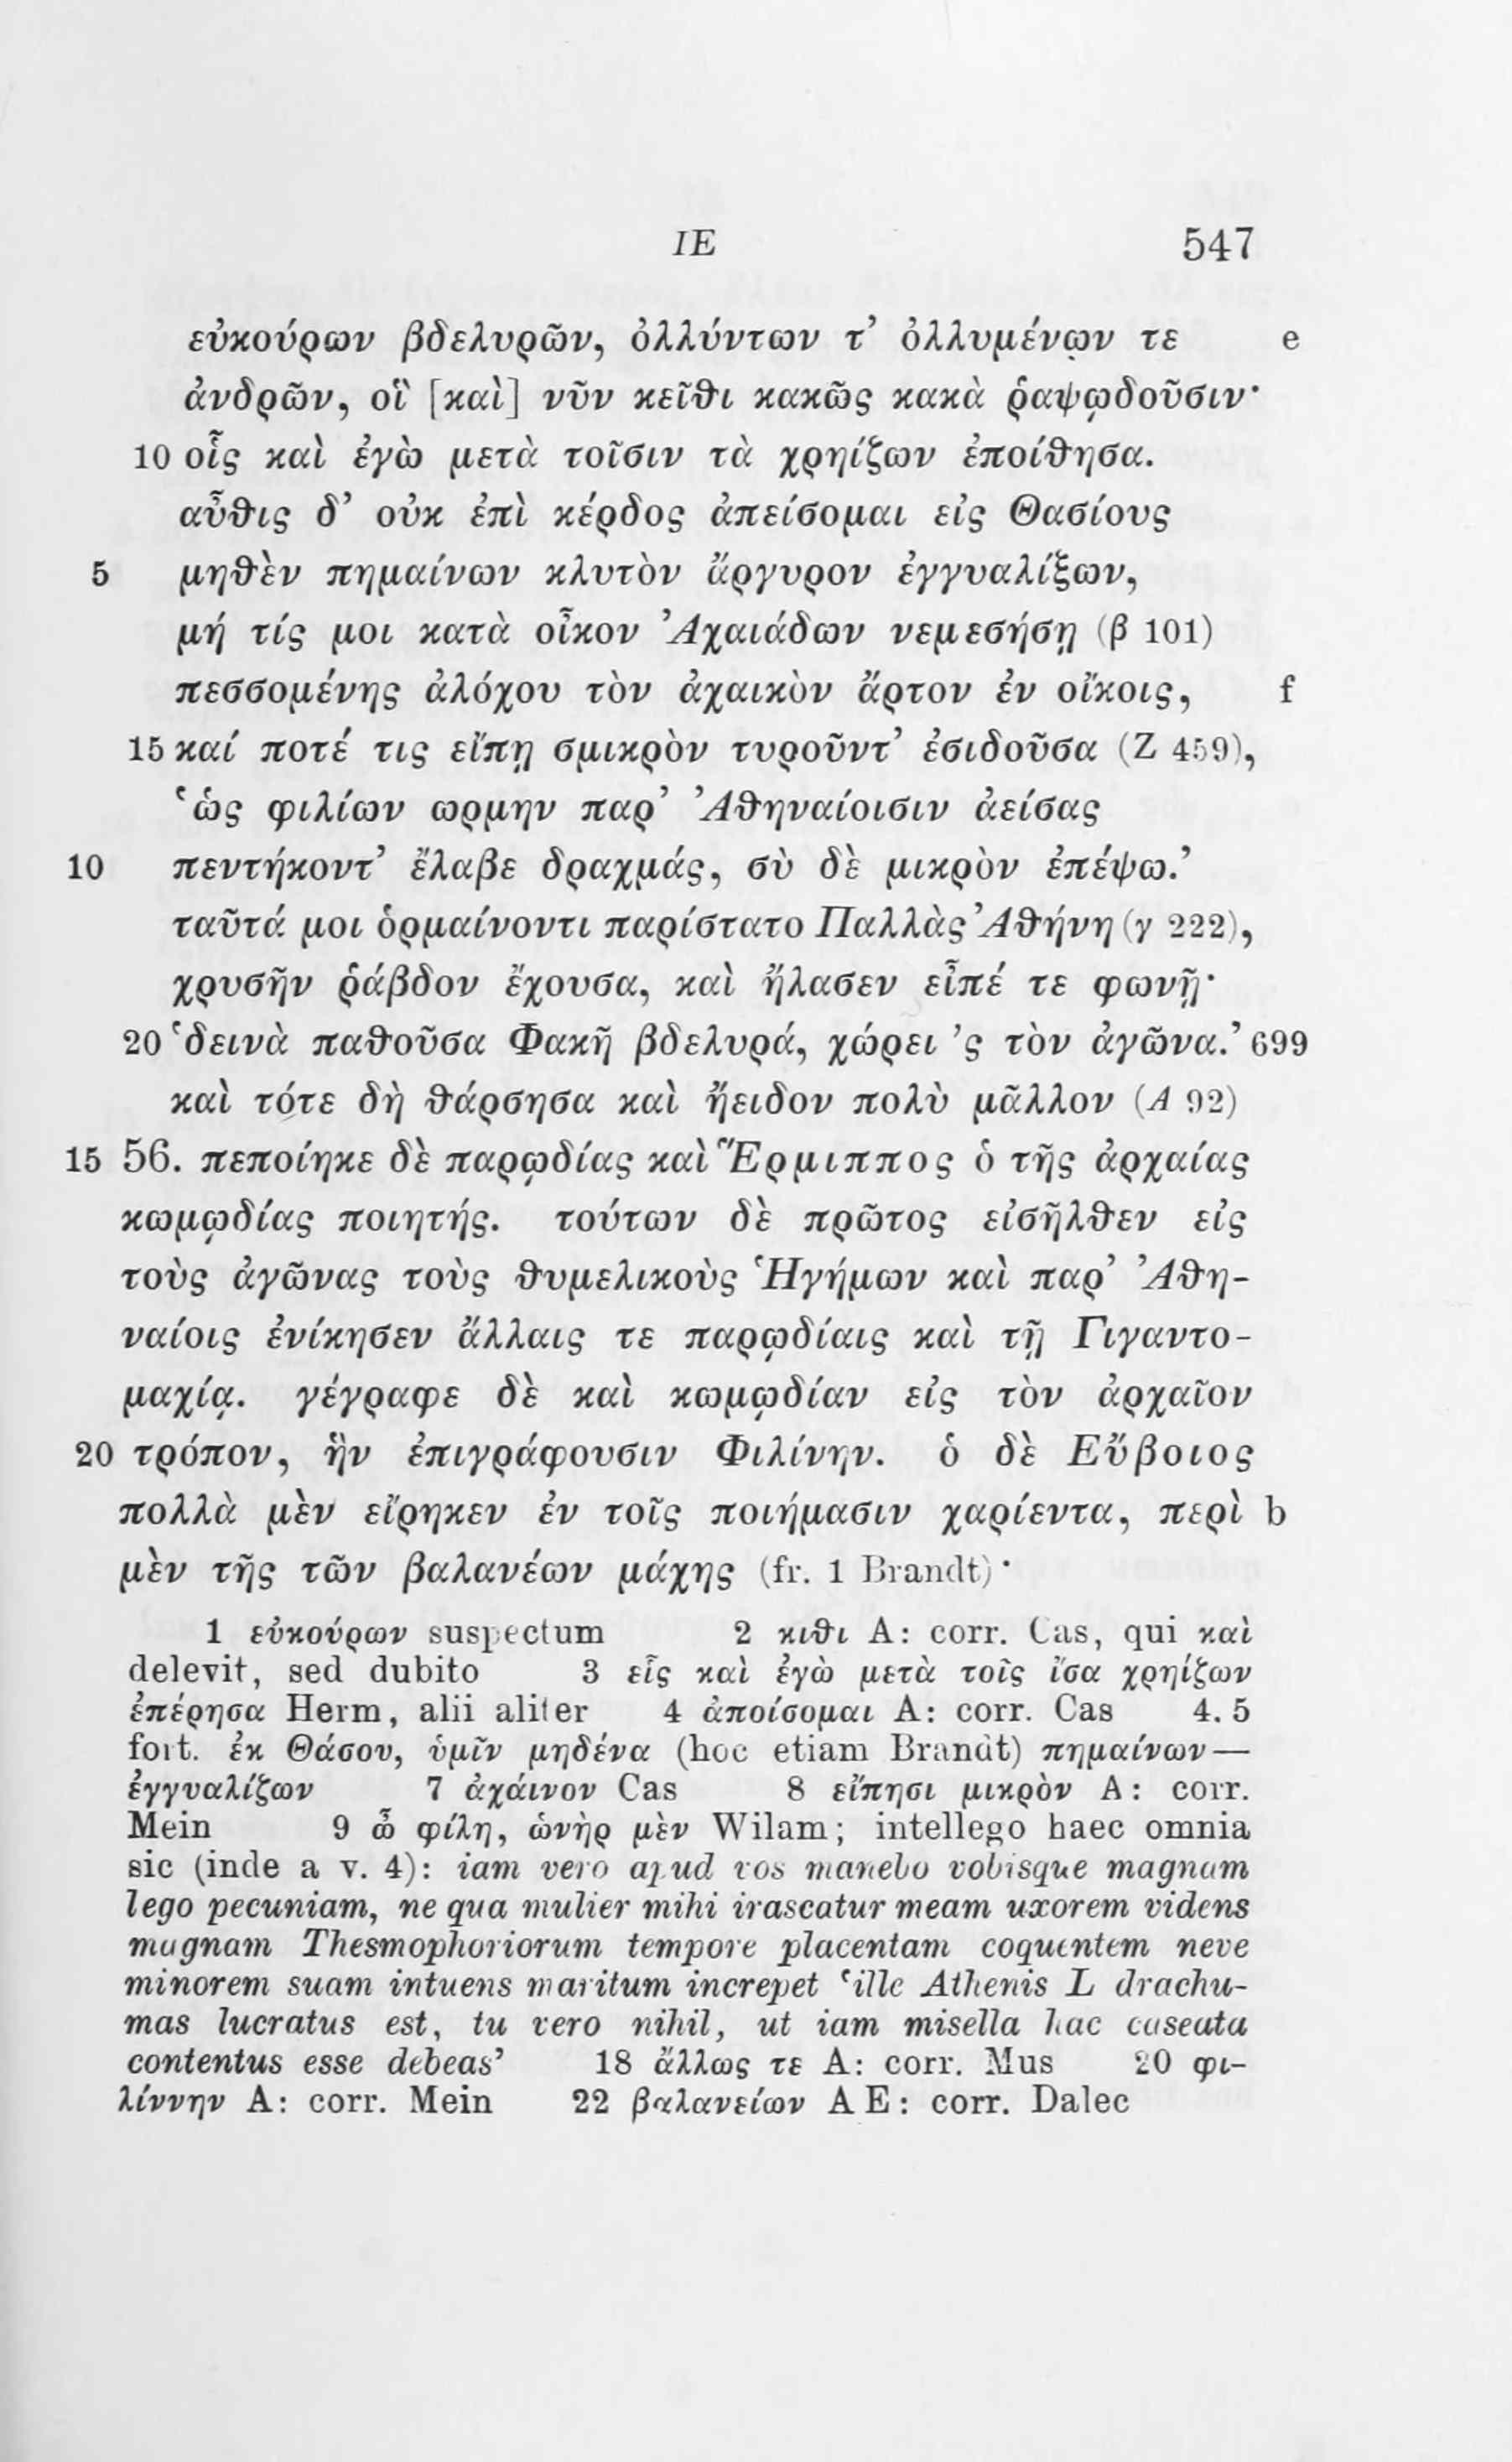 ΙΕ 547
εὐκούρων βδελυρῶν, ὀλλύντων τ’ ὀλλυμένων τε e
ἀνδρῶν, οἳ [καὶ] νῦν κεῖθι κακῶς κακὰ ῥαψῳδοῦσιν·
10 οἷς καὶ ἐγὼ μετὰ τοῖσιν τὰ χρηίζων ἐποίθησα.
αὖθις δ’ οὐκ ἐπὶ κέρδος ἀπείσομαι εἰς Θασίους
5 μηθὲν πημαίνων κλυτὸν ἄργυρον ἐγγυαλίξων,
μή τίς μοι κατὰ οἶκον Ἀχαιάδων νεμεσήσῃ (β 101)
πεσσομένης ἀλόχου τὸν ἀχαικὸν ἄρτον ἐν οἴκοις, f
15 καί ποτέ τις εἴπῃ σμικρὸν τυροῦντ’ ἐσιδοῦσα (Ζ 459),
‘ὡς φιλίων ωρμην παρ’ Ἀθηναίοισιν ἀείσας
10 πεντήκοντ’ ἔλαβε δραχμάς, σὺ δὲ μικρὸν ἐπέψω.’
ταῦτά μοι ὁρμαίνοντι παρίστατο Παλλὰς Ἀθήνη (γ 222),
χρυσῆν ῥάβδον ἔχουσα, καὶ ἤλασεν εἶπέ τε φωνῇ·
20 ‘δεινὰ παθοῦσα Φακῆ βδελυρά, χώρει ’ς τὸν ἀγῶνα.’ 699
καὶ τότε δὴ θάρσησα καὶ ἤειδον πολὺ μᾶλλον (Α 92)
15 56. πεποίηκε δὲ παρῳδίας καὶ Ἕρμιππος ὁ τῆς ἀρχαίας
κωμῳδίας ποιητής. τούτων δὲ πρῶτος εἰσῆλθεν εἰς
τοὺς ἀγῶνας τοὺς θυμελικοὺς Ἡγήμων καὶ παρ’ Ἀθη-
ναίοις ἐνίκησεν ἄλλαις τε παρῳδίαις καὶ τῇ Γιγαντο-
μαχίᾳ. γέγραφε δὲ καὶ κωμῳδίαν εἰς τὸν ἀρχαῖον
20 τρόπον, ἣν ἐπιγράφουσιν Φιλίνην. ὁ δὲ Εὔβοιος
πολλὰ μὲν εἴρηκεν ἐν τοῖς ποιήμασιν χαρίεντα, περὶ b
μὲν τῆς τῶν βαλανέων μάχης (fr. 1 Brandt)·
1 εὐκούρων suspectum 2 κιθι A: corr. Cas, qui καὶ
delevit, sed dubito 3 εἷς καὶ ἐγὼ μετὰ τοῖς ἴσα χρηίζων
ἐπέρησα Herm, alii aliter 4 ἀποίσομαι A: corr. Cas 4. 5
fort. ἐκ Θάσου, ὑμῖν μηδένα (hoc etiam Brandt) πημαίνων —
ἐγγυαλίζων 7 ἀχάινον Cas 8 εἴπησι μικρὸν A: corr.
Mein 9 ὦ φίλη, ὡνὴρ μὲν Wilam; intellego haec omnia
sic (inde a v. 4): iam vero apud vos manebo vobisque magnam
lego pecuniam, ne qua mulier mihi irascatur meam uxorem videns
magnam Thesmophoriorum tempore placentam coquentem neve
minorem suam intuens maritum increpet ‘ille Athenis L drachu-
mas lucratus est, tu vero nihil, ut iam misella hac caseata
contentus esse debeas’ 18 ἄλλως τε A: corr. Mus 20 φι-
λίννην A: corr. Mein 22 βαλανείων A E: corr. Dalec